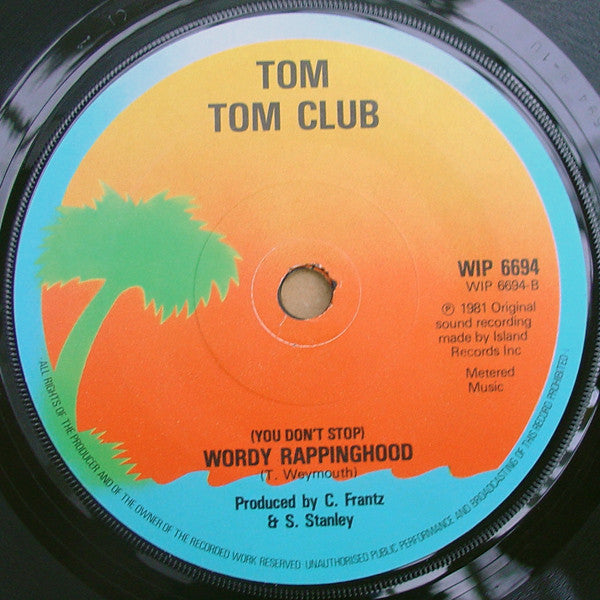 TOM
TOM CLUB
WIP 6694
WIP 6694-B
Ⓟ 1981 Original
sound recording
made by Island
Records Inc
Metered
Music
(YOU DON'T STOP)
WORDY RAPPINGHOOD
(T. Weymouth)
Produced by C. Frantz
& S. Stanley
ALL RIGHTS OF THE PRODUCER AND OF THE OWNER OF THE RECORDED WORK RESERVED · UNAUTHORISED PUBLIC PERFORMANCE AND BROADCASTING OF THIS RECORD PROHIBITED ·